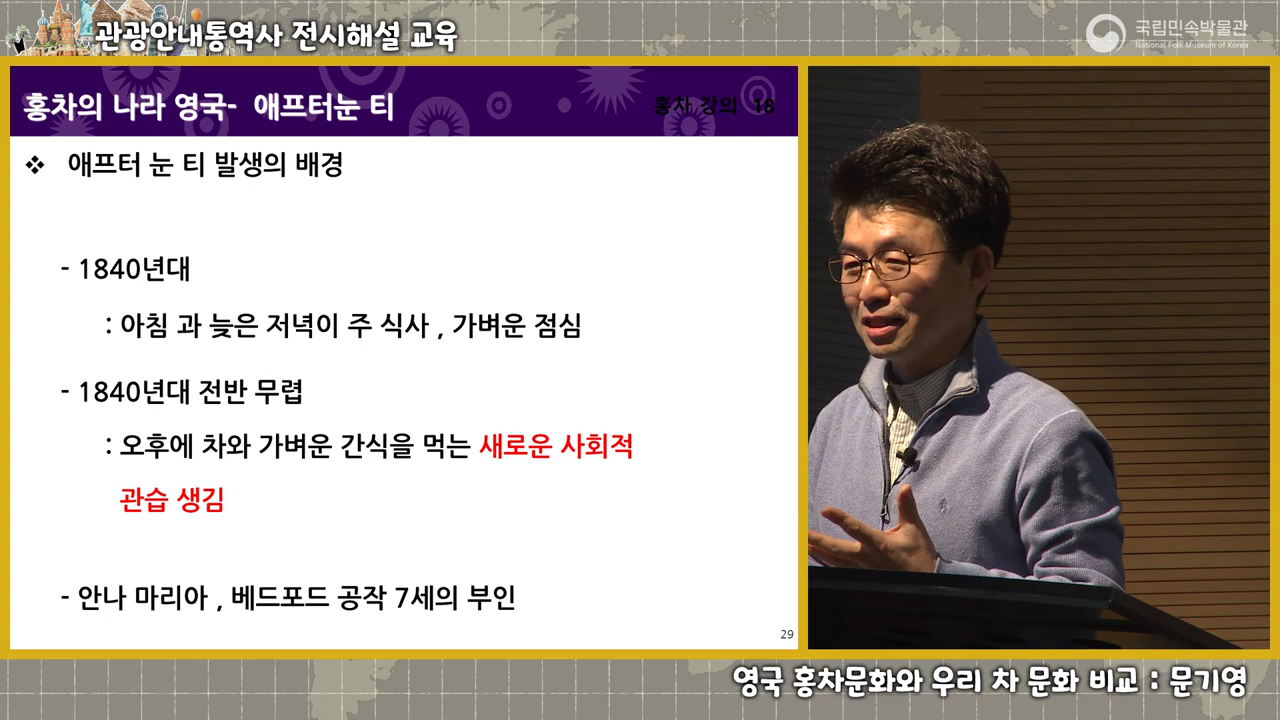 관광안내통역사 전시해설 교육
국립민속박물관
National Folk Museum of Korea
홍차의 나라 영국- 애프터눈 티
홍차 강의 18
❖ 애프터 눈 티 발생의 배경
- 1840년대
: 아침 과 늦은 저녁이 주 식사 , 가벼운 점심
- 1840년대 전반 무렵
: 오후에 차와 가벼운 간식을 먹는 새로운 사회적
관습 생김
- 안나 마리아 , 베드포드 공작 7세의 부인
29
영국 홍차문화와 우리 차 문화 비교 : 문기영